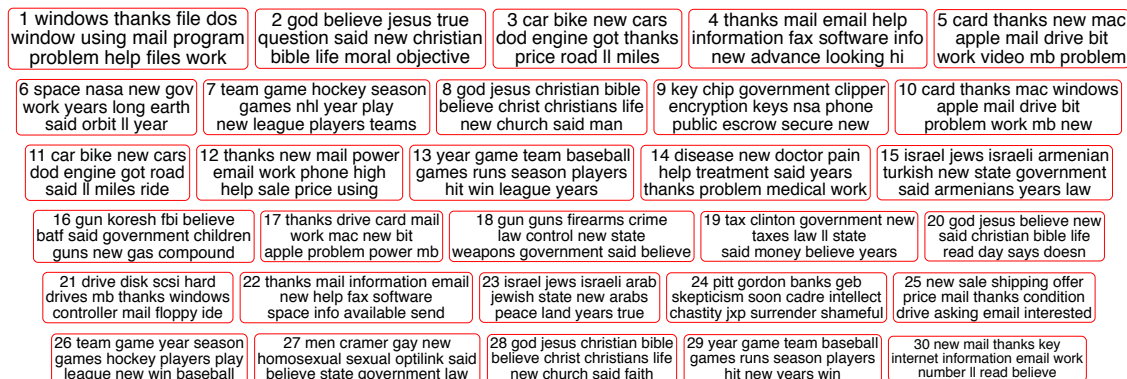 1 windows thanks file dos
window using mail program
problem help files work
2 god believe jesus true
question said new christian
bible life moral objective
3 car bike new cars
dod engine got thanks
price road ll miles
4 thanks mail email help
information fax software info
new advance looking hi
5 card thanks new mac
apple mail drive bit
work video mb problem
6 space nasa new gov
work years long earth
said orbit ll year
7 team game hockey season
games nhl year play
new league players teams
8 god jesus christian bible
believe christ christians life
new church said man
9 key chip government clipper
encryption keys nsa phone
public escrow secure new
10 card thanks mac windows
apple mail drive bit
problem work mb new
11 car bike new cars
dod engine got road
said ll miles ride
12 thanks new mail power
email work phone high
help sale price using
13 year game team baseball
games runs season players
hit win league years
14 disease new doctor pain
help treatment said years
thanks problem medical work
15 israel jews israeli armenian
turkish new state government
said armenians years law
16 gun koresh fbi believe
batf said government children
guns new gas compound
17 thanks drive card mail
work mac new bit
apple problem power mb
18 gun guns firearms crime
law control new state
weapons government said believe
19 tax clinton government new
taxes law ll state
said money believe years
20 god jesus believe new
said christian bible life
read day says doesn
21 drive disk scsi hard
drives mb thanks windows
controller mail floppy ide
22 thanks mail information email
new help fax software
space info available send
23 israel jews israeli arab
jewish state new arabs
peace land years true
24 pitt gordon banks geb
skepticism soon cadre intellect
chastity jxp surrender shameful
25 new sale shipping offer
price mail thanks condition
drive asking email interested
26 team game year season
games hockey players play
league new win baseball
27 men cramer gay new
homosexual sexual optilink said
believe state government law
28 god jesus christian bible
believe christ christians life
new church said faith
29 year game team baseball
games runs season players
hit new years win
30 new mail thanks key
internet information email work
number ll read believe